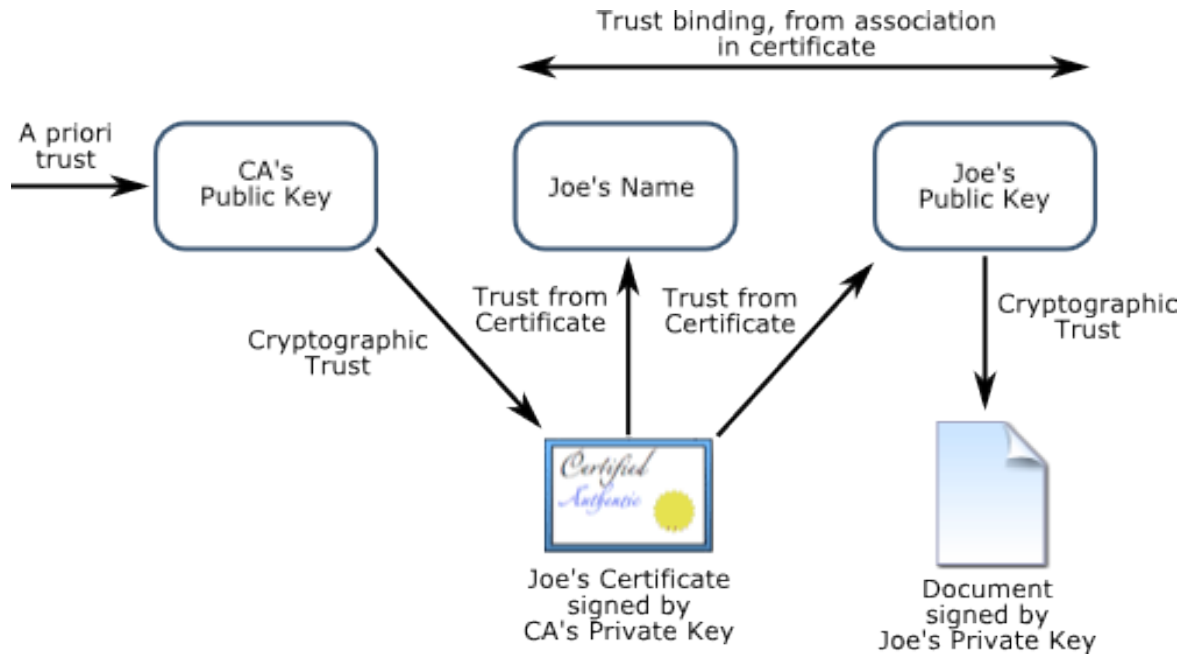 Trust binding, from association
in certificate
A priori
trust
CA's
Public Key
Joe's Name
Joe's
Public Key
Cryptographic
Trust
Trust from
Certificate
Trust from
Certificate
Cryptographic
Trust
Certified
Authentic
Joe's Certificate
signed by
CA's Private Key
Document
signed by
Joe's Private Key